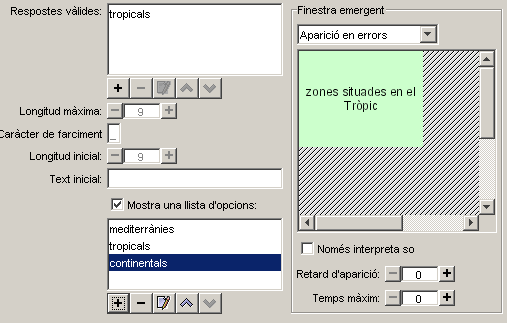 Respostes vàlides:
tropicals
Longitud màxima:
9
Caràcter de farciment
_
Longitud inicial:
9
Text inicial:
Mostra una llista d'opcions:
mediterrànies
tropicals
continentals
Finestra emergent
Aparició en errors
zones situades en el
Tròpic
Només interpreta so
Retard d'aparició:
0
Temps màxim:
0